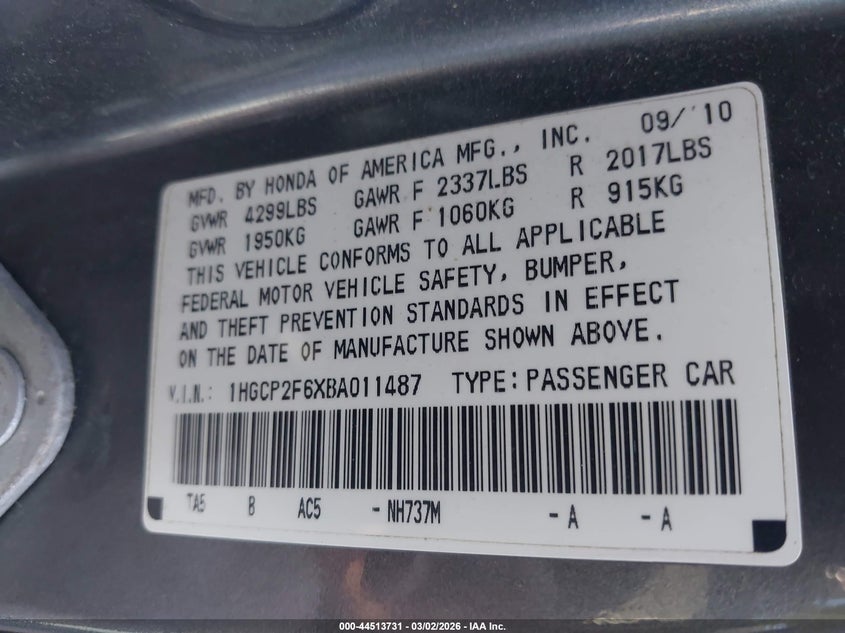 09/'10
MFD. BY HONDA OF AMERICA MFG., INC.
GVWR 4299LBS GAWR F 2337LBS R 2017LBS
GVWR 1950KG GAWR F 1060KG R 915KG
THIS VEHICLE CONFORMS TO ALL APPLICABLE
FEDERAL MOTOR VEHICLE SAFETY, BUMPER,
AND THEFT PREVENTION STANDARDS IN EFFECT
ON THE DATE OF MANUFACTURE SHOWN ABOVE.
V.I.N.: 1HGCP2F6XBA011487 TYPE: PASSENGER CAR
TA5 B AC5 - NH737M - A - A
000-44513731 - 03/02/2026 - IAA Inc.